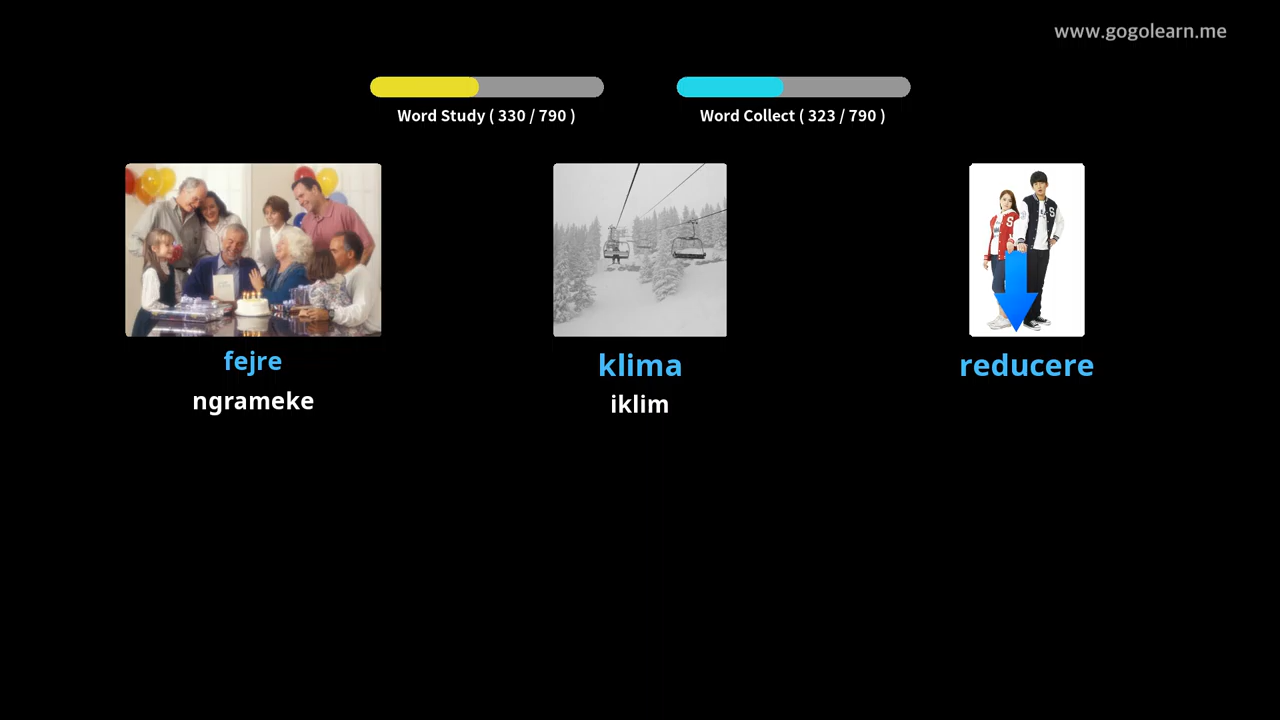 www.gogolearn.me
Word Study ( 330 / 790 )
Word Collect ( 323 / 790 )
fejre
ngrameke
klima
iklim
reducere